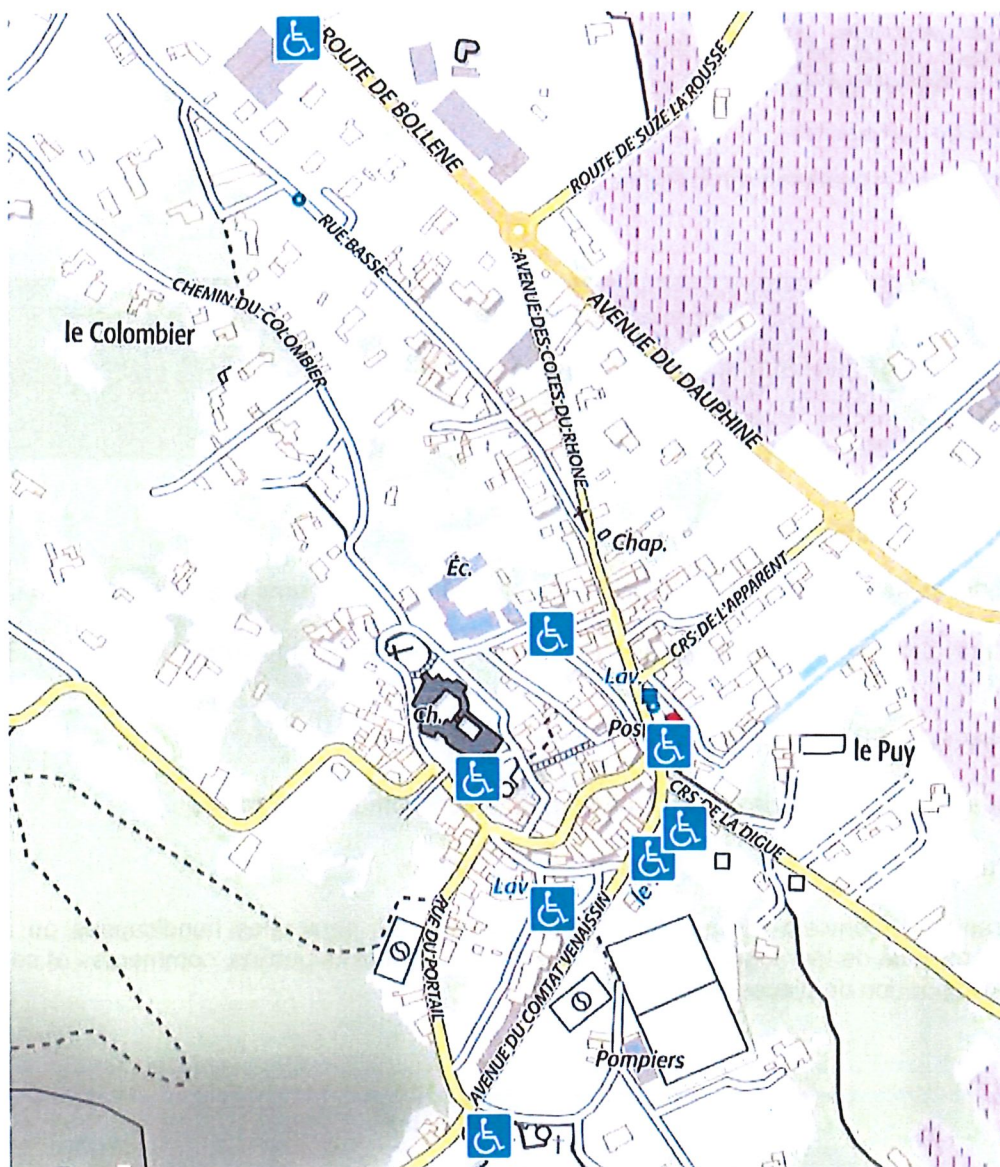 ROUTE DE BOLLENE
ROUTE DE SUZE LA ROUSSE
RUE BASSE
AVENUE DES COTES DU RHONE
CHEMIN DU COLOMBIER
AVENUE DU DAUPHINE
le Colombier
Chap.
Éc.
CRS DE L'APPARENT
Lav.
Ch.
le Puy
CRS DE LA DIGUE
Lav
le
RUE DU PORTAIL
AVENUE DU COMTAT VENAISSIN
Pompiers